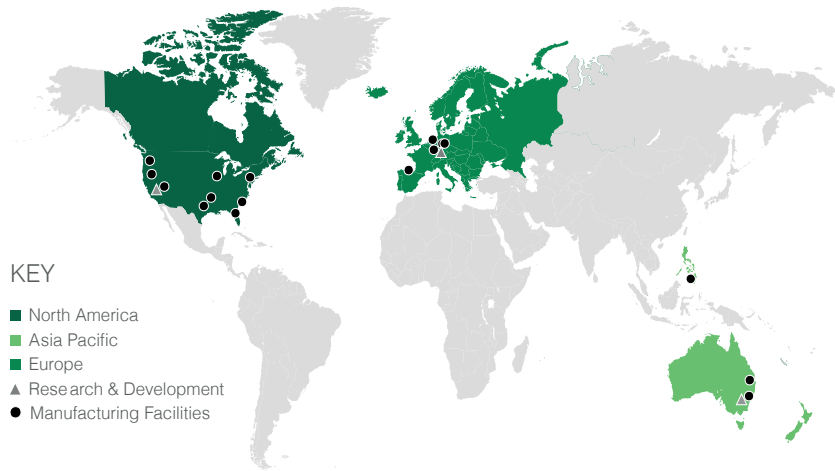 KEY
North America
Asia Pacific
Europe
Research & Development
Manufacturing Facilities